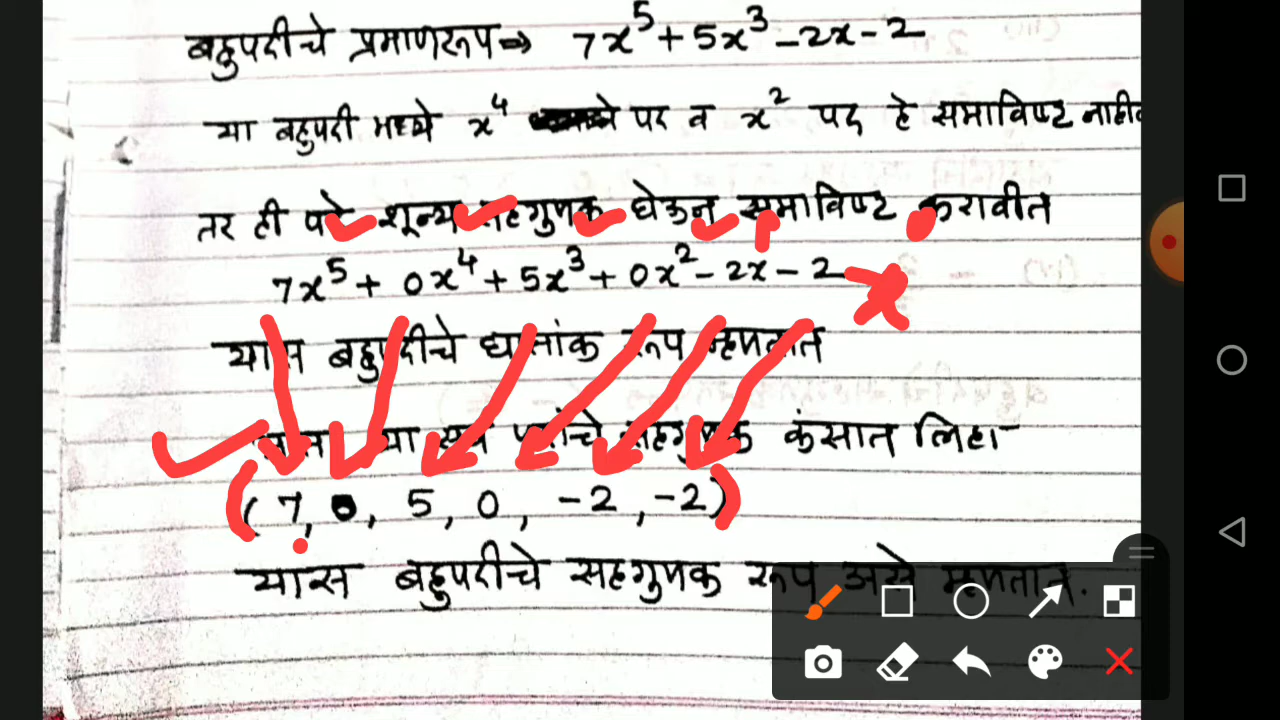 बहुपदीचे प्रमाणरूप ⇒ 7x⁵ + 5x³ - 2x - 2
या बहुपदी मध्ये x⁴ पद व x² पद हे समाविष्ट नाही
तर ही पदे शून्य सहगुणक घेऊन समाविष्ट करावीत
7x⁵ + 0x⁴ + 5x³ + 0x² - 2x - 2
यास बहुपदीचे घातांक रूप म्हणतात
या सर्व पदांचे सहगुणक कंसात लिहा
(7, 0, 5, 0, -2, -2)
यास बहुपदीचे सहगुणक रूप असे म्हणतात.